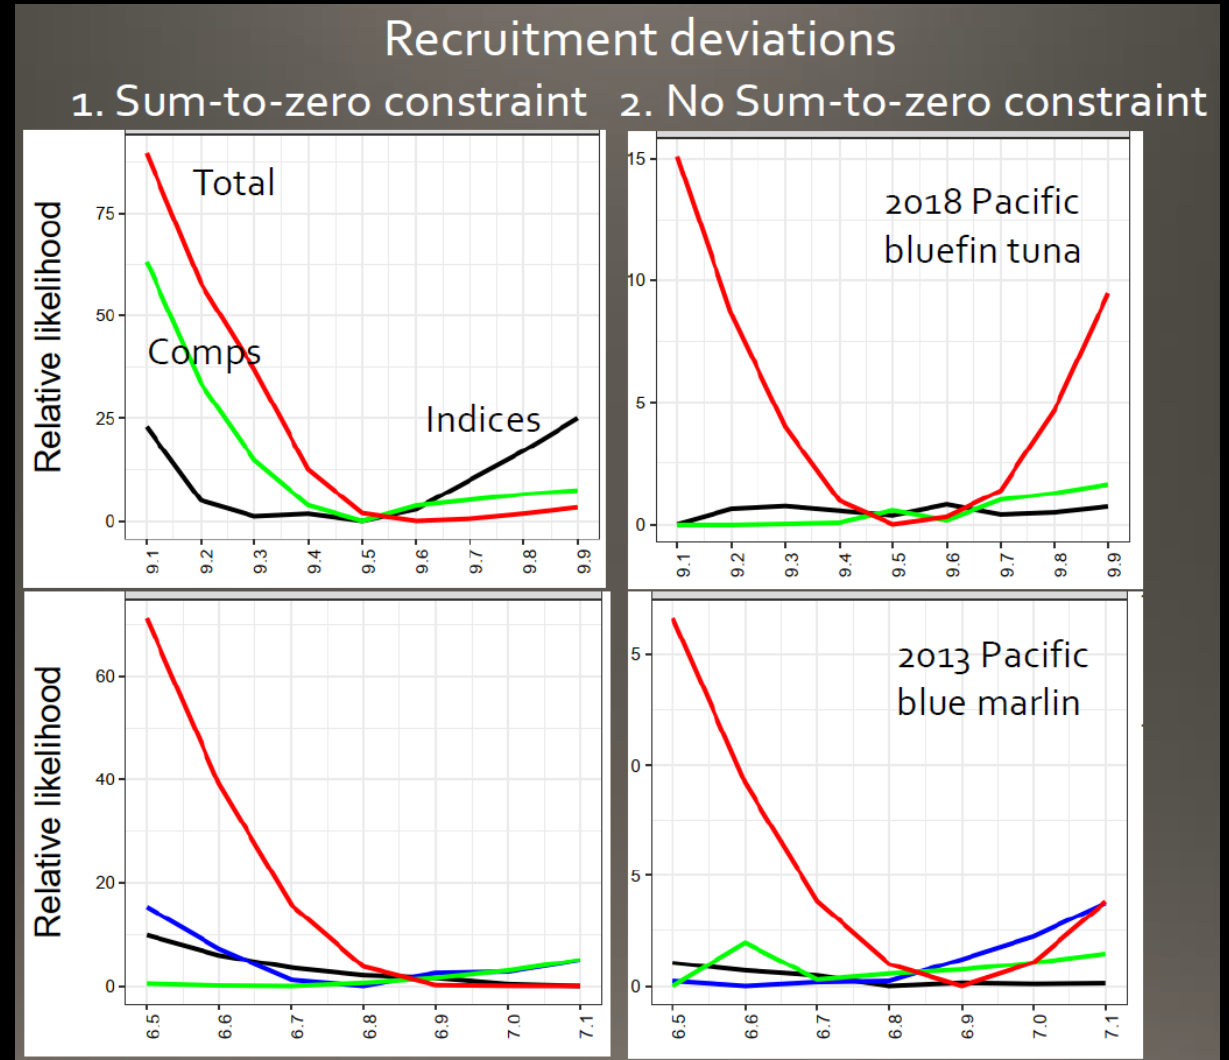 Recruitment deviations
1. Sum-to-zero constraint 2. No Sum-to-zero constraint
Relative likelihood
75
50
25
0
Total
Comps
Indices
9.1 9.2 9.3 9.4 9.5 9.6 9.7 9.8 9.9
15
10
5
0
2018 Pacific
bluefin tuna
9.1 9.2 9.3 9.4 9.5 9.6 9.7 9.8 9.9
Relative likelihood
60
40
20
0
6.5 6.6 6.7 6.8 6.9 7.0 7.1
5
0
5
0
2013 Pacific
blue marlin
6.5 6.6 6.7 6.8 6.9 7.0 7.1